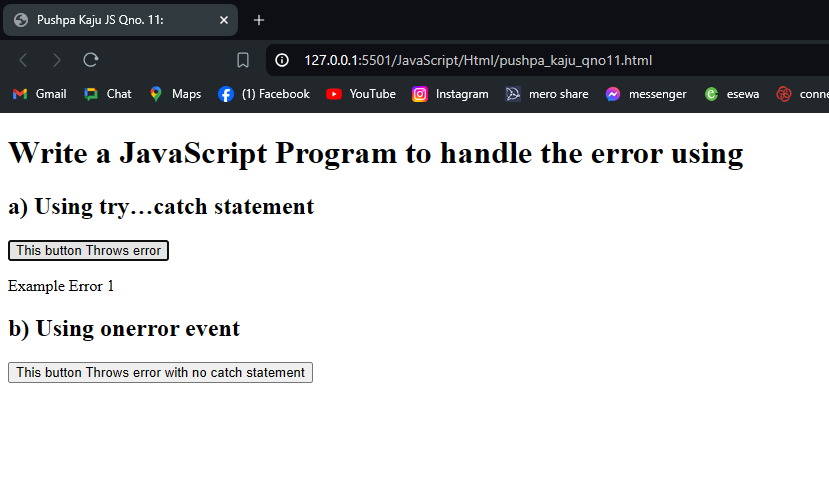 Pushpa Kaju JS Qno. 11:
127.0.0.1:5501/JavaScript/Html/pushpa_kaju_qno11.html
Gmail Chat Maps (1) Facebook YouTube Instagram mero share messenger esewa conne
Write a JavaScript Program to handle the error using
a) Using try…catch statement
This button Throws error
Example Error 1
b) Using onerror event
This button Throws error with no catch statement